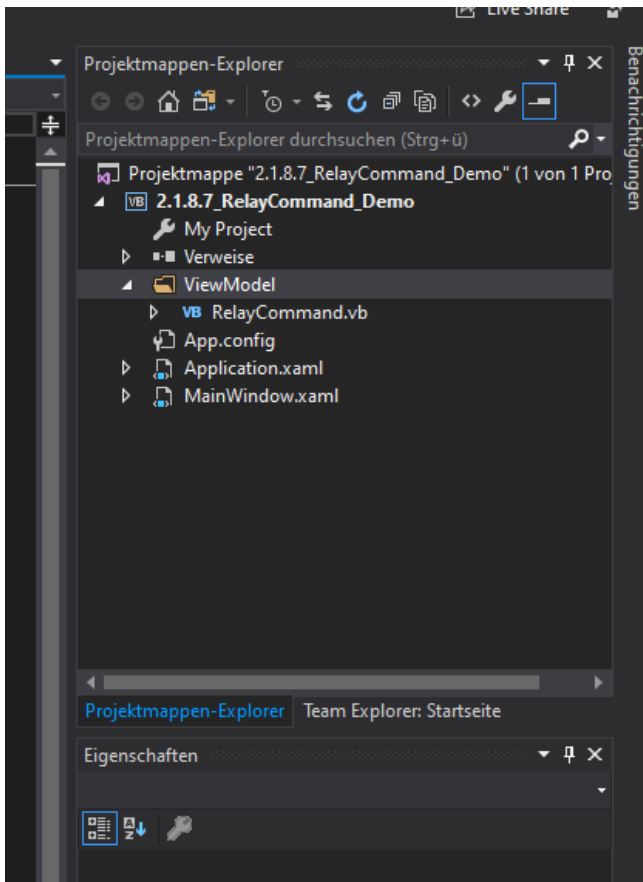 Live Share
Projektmappen-Explorer
Projektmappen-Explorer durchsuchen (Strg+ü)
Projektmappe "2.1.8.7_RelayCommand_Demo" (1 von 1 Pro
VB 2.1.8.7_RelayCommand_Demo
My Project
Verweise
ViewModel
VB RelayCommand.vb
App.config
Application.xaml
MainWindow.xaml
Projektmappen-Explorer Team Explorer: Startseite
Eigenschaften
A
Z
Benachrichtigungen